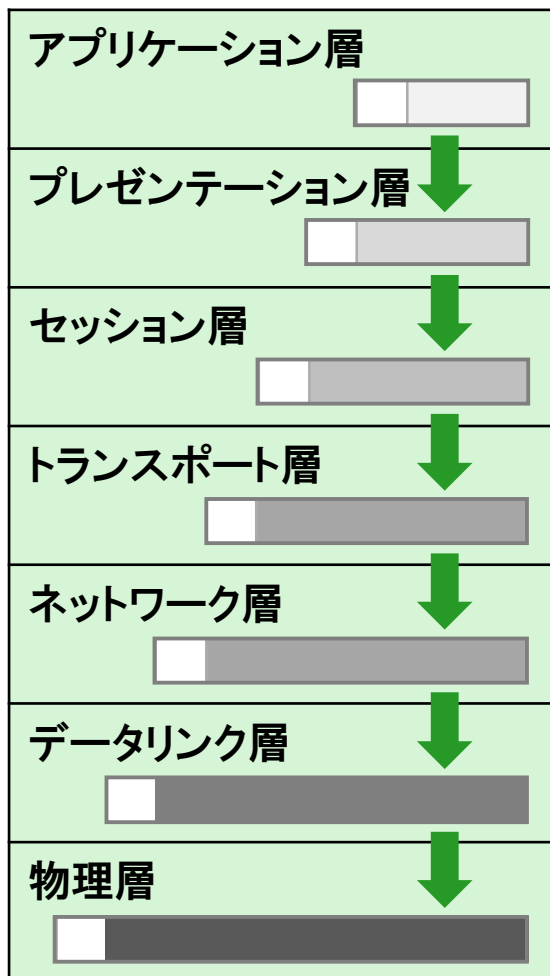 アプリケーション層
プレゼンテーション層
セッション層
トランスポート層
ネットワーク層
データリンク層
物理層